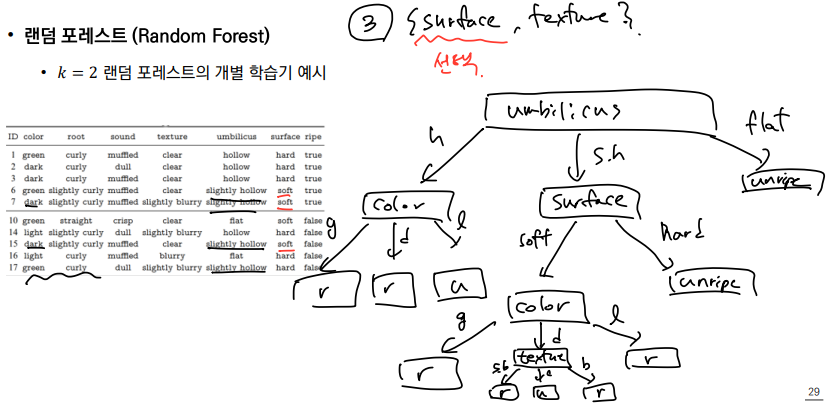 • 랜덤 포레스트 (Random Forest)
• k = 2 랜덤 포레스트의 개별 학습기 예시
③ {surface, texture}.
선택
ID color root sound texture umbilicus surface ripe
1 green curly muffled clear hollow hard true
2 dark curly dull clear hollow hard true
3 dark curly muffled clear hollow hard true
6 green slightly curly muffled clear slightly hollow soft true
7 dark slightly curly muffled slightly blurry slightly hollow soft true
10 green straight crisp clear flat soft false
14 light slightly curly dull slightly blurry hollow hard false
15 dark slightly curly muffled clear slightly hollow soft false
16 light curly muffled blurry flat hard false
17 green curly dull slightly blurry slightly hollow hard false
umbilicus
h
s.h
flat
color
surface
unripe
g
d
l
soft
hard
r
r
u
color
unripe
g
d
l
r
texture
r
s.b
c
b
r
u
r
29